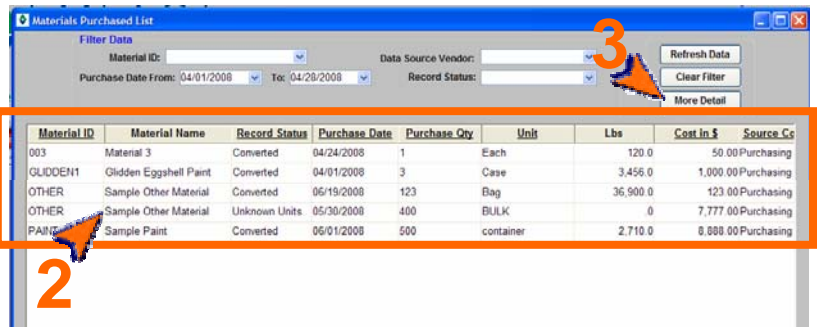 Materials Purchased List
Filter Data
Material ID: Data Source Vendor: 3 Refresh Data
Purchase Date From: 04/01/2008 To: 04/28/2008 Record Status: Clear Filter
More Detail
Material ID Material Name Record Status Purchase Date Purchase Qty Unit Lbs Cost in $ Source Co
003 Material 3 Converted 04/24/2008 1 Each 120.0 50.00 Purchasing
GLIDDEN1 Glidden Eggshell Paint Converted 04/01/2008 3 Case 3,456.0 1,000.00 Purchasing
OTHER Sample Other Material Converted 06/19/2008 123 Bag 36,900.0 123.00 Purchasing
OTHER Sample Other Material Unknown Units 05/30/2008 400 BULK .0 7,777.00 Purchasing
PAINT Sample Paint Converted 06/01/2008 500 container 2,710.0 8,888.00 Purchasing
2